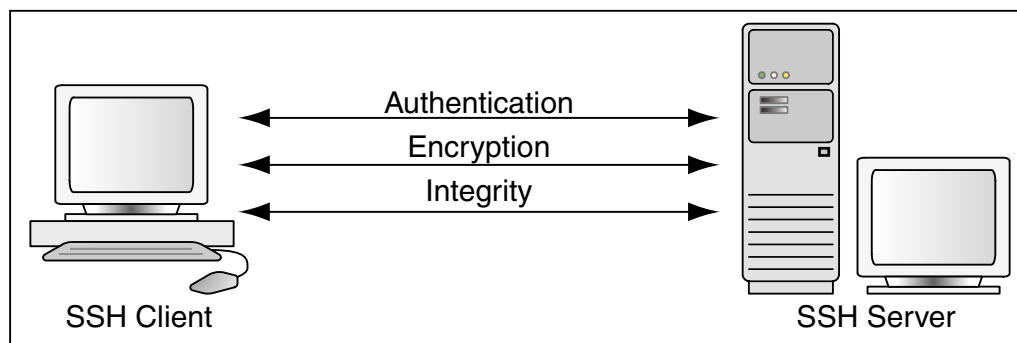 Authentication
Encryption
Integrity
SSH Client
SSH Server